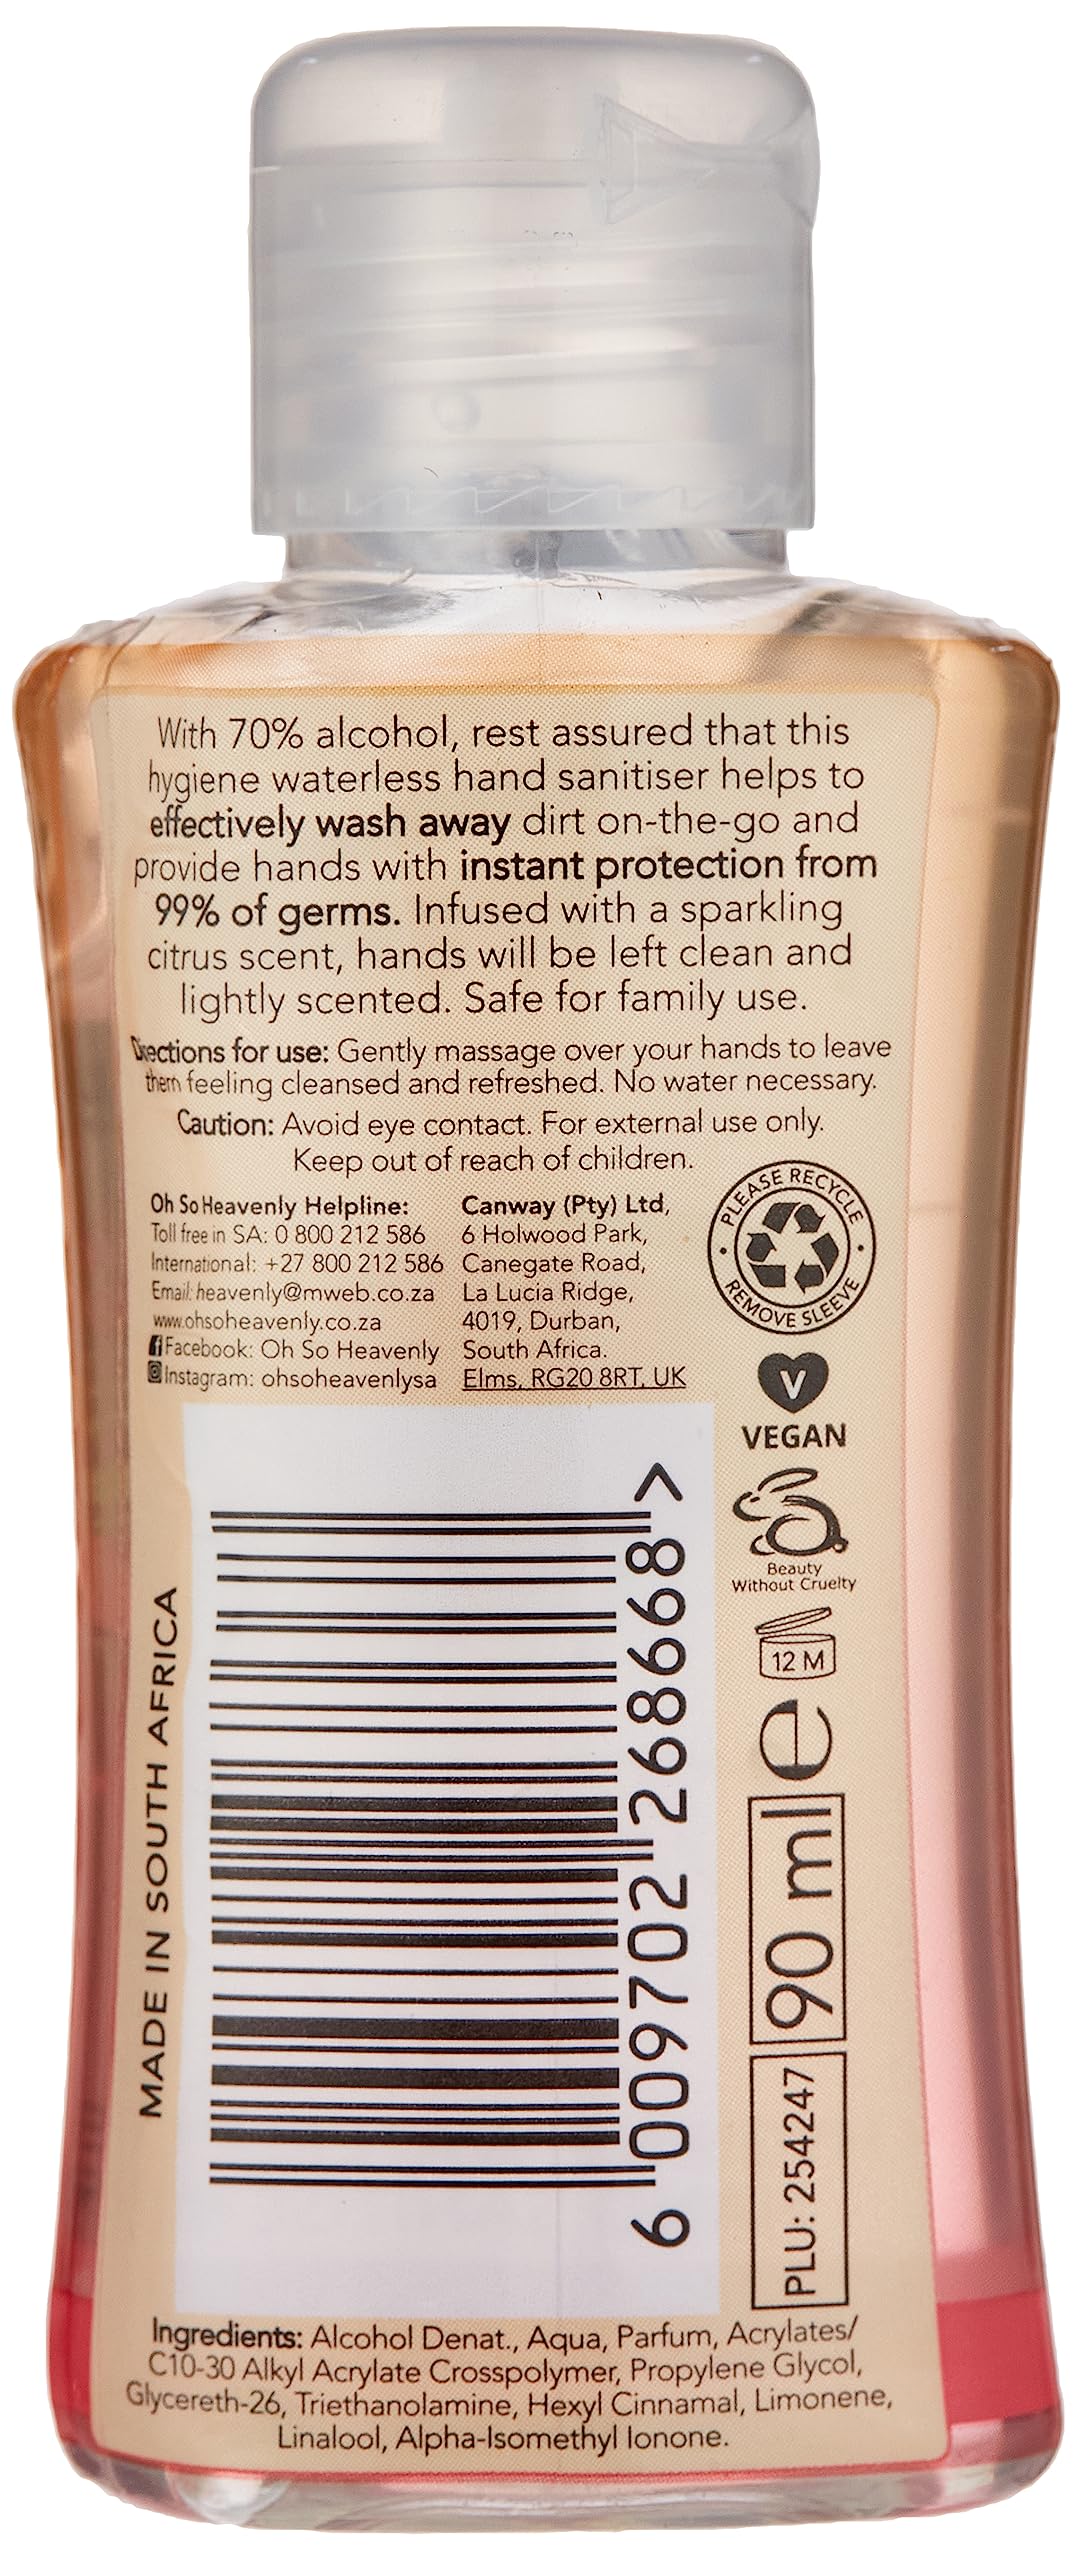 With 70% alcohol, rest assured that this
hygiene waterless hand sanitiser helps to
effectively wash away dirt on-the-go and
provide hands with instant protection from
99% of germs. Infused with a sparkling
citrus scent, hands will be left clean and
lightly scented. Safe for family use.
Directions for use: Gently massage over your hands to leave
them feeling cleansed and refreshed. No water necessary.
Caution: Avoid eye contact. For external use only.
Keep out of reach of children.
Oh So Heavenly Helpline:
Toll free in SA: 0 800 212 586
International: +27 800 212 586
Email: heavenly@mweb.co.za
www.ohsoheavenly.co.za
Facebook: Oh So Heavenly
Instagram: ohsoheavenlysa
Canway (Pty) Ltd,
6 Holwood Park,
Canegate Road,
La Lucia Ridge,
4019, Durban,
South Africa.
Elms, RG20 8RT, UK
PLEASE RECYCLE
REMOVE SLEEVE
V
VEGAN
Beauty
Without Cruelty
12 M
e
90 ml
PLU: 254247
MADE IN SOUTH AFRICA
6 009702 268668 >
Ingredients: Alcohol Denat., Aqua, Parfum, Acrylates/
C10-30 Alkyl Acrylate Crosspolymer, Propylene Glycol,
Glycereth-26, Triethanolamine, Hexyl Cinnamal, Limonene,
Linalool, Alpha-Isomethyl Ionone.